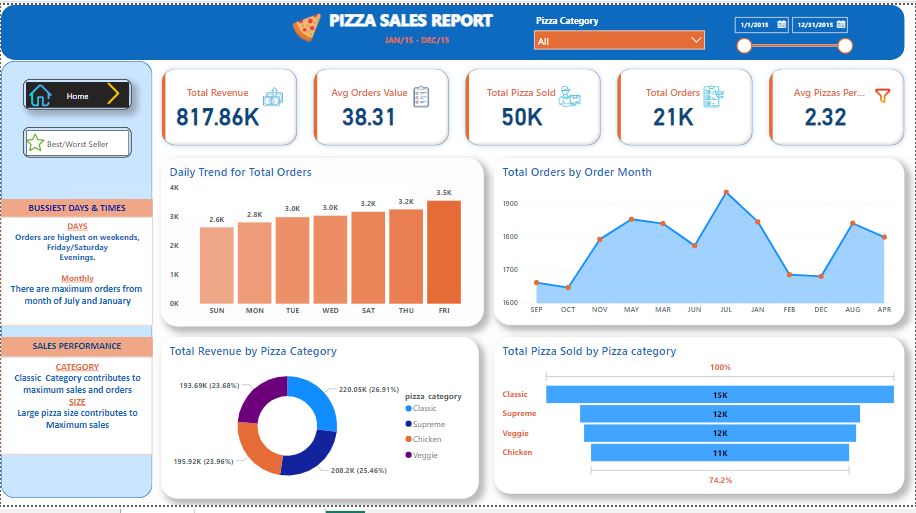 PIZZA SALES REPORT
JAN/15 - DEC/15
Pizza Category
All
1/1/2015
12/31/2015
Home
Best/Worst Seller
BUSSIEST DAYS & TIMES
DAYS
Orders are highest on weekends,
Friday/Saturday
Evenings.
Monthly
There are maximum orders from
month of July and January
SALES PERFORMANCE
CATEGORY
Classic Category contributes to
maximum sales and orders
SIZE
Large pizza size contributes to
Maximum sales
Total Revenue
817.86K
Avg Orders Value
38.31
Total Pizza Sold
50K
Total Orders
21K
Avg Pizzas Per...
2.32
Daily Trend for Total Orders
4K
3K
2K
1K
0K
2.6K
2.8K
3.0K
3.0K
3.2K
3.2K
3.5K
SUN
MON
TUE
WED
SAT
THU
FRI
Total Orders by Order Month
1900
1800
1700
1600
SEP
OCT
NOV
MAY
MAR
JUN
JUL
JAN
FEB
DEC
AUG
APR
Total Revenue by Pizza Category
193.69K (23.68%)
220.05K (26.91%)
195.92K (23.96%)
208.2K (25.46%)
pizza category
Classic
Supreme
Chicken
Veggie
Total Pizza Sold by Pizza category
100%
Classic
15K
Supreme
12K
Veggie
12K
Chicken
11K
74.2%